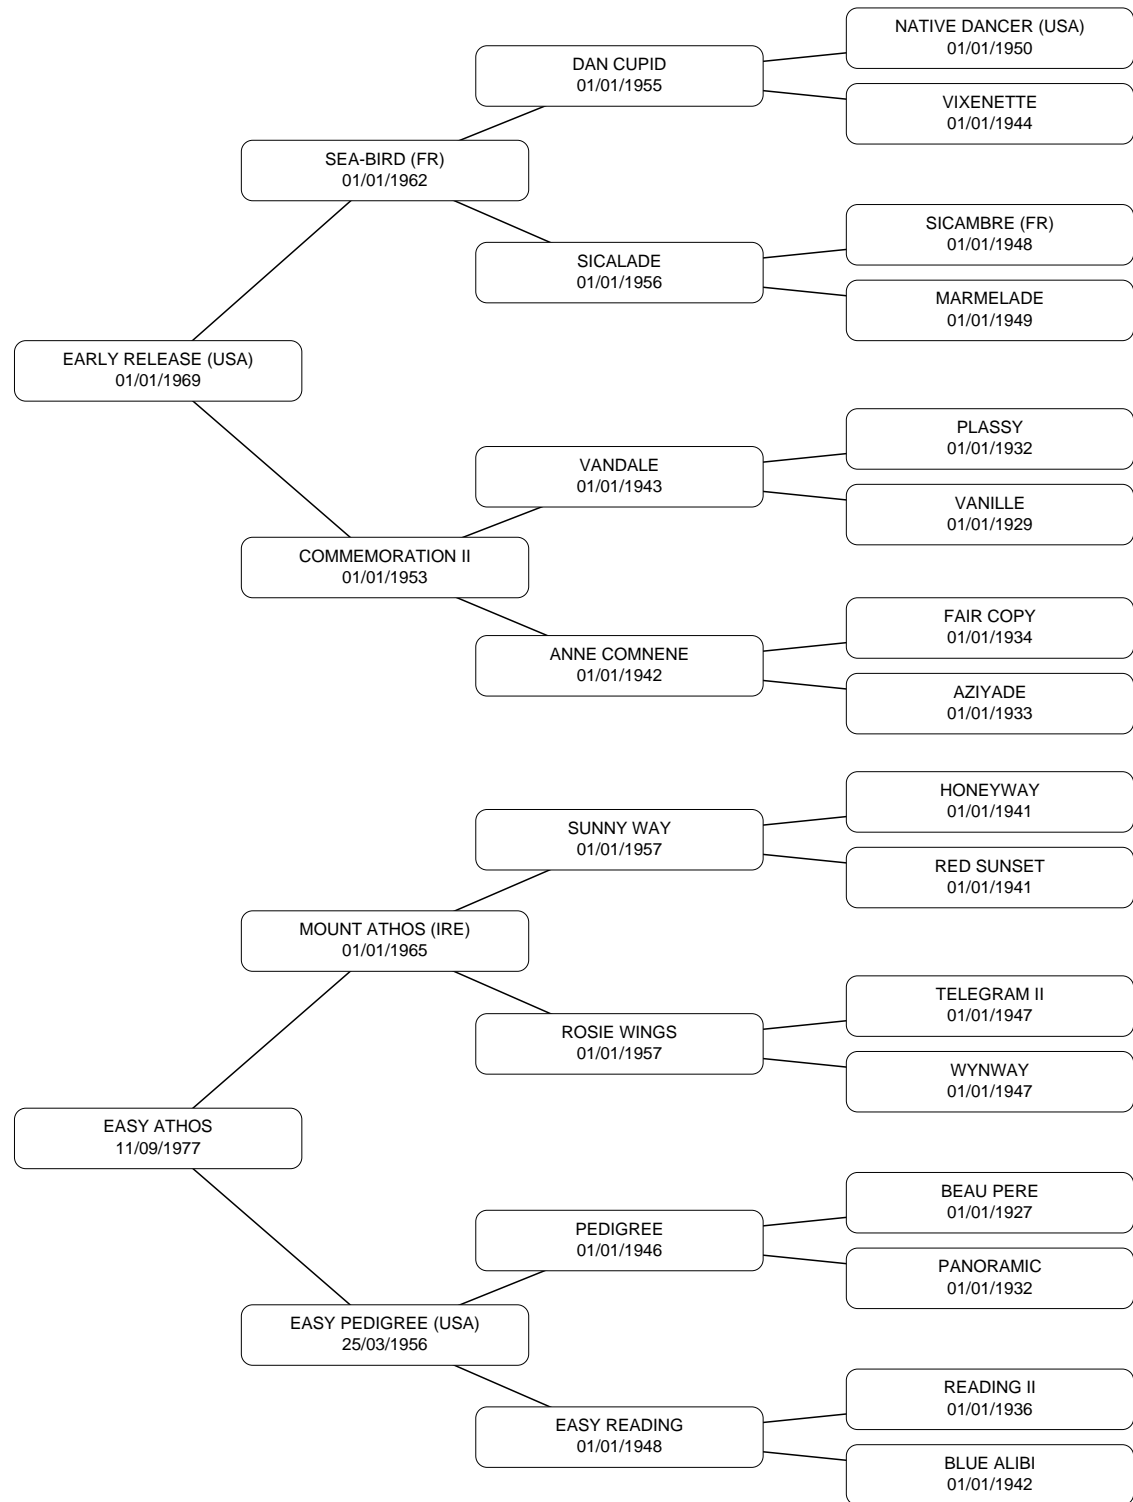 NATIVE DANCER (USA)
01/01/1950
DAN CUPID
01/01/1955
VIXENETTE
01/01/1944
SEA-BIRD (FR)
01/01/1962
SICAMBRE (FR)
01/01/1948
SICALADE
01/01/1956
MARMELADE
01/01/1949
EARLY RELEASE (USA)
01/01/1969
PLASSY
01/01/1932
VANDALE
01/01/1943
VANILLE
01/01/1929
COMMEMORATION II
01/01/1953
FAIR COPY
01/01/1934
ANNE COMNENE
01/01/1942
AZIYADE
01/01/1933
HONEYWAY
01/01/1941
SUNNY WAY
01/01/1957
RED SUNSET
01/01/1941
MOUNT ATHOS (IRE)
01/01/1965
TELEGRAM II
01/01/1947
ROSIE WINGS
01/01/1957
WYNWAY
01/01/1947
EASY ATHOS
11/09/1977
BEAU PERE
01/01/1927
PEDIGREE
01/01/1946
PANORAMIC
01/01/1932
EASY PEDIGREE (USA)
25/03/1956
READING II
01/01/1936
EASY READING
01/01/1948
BLUE ALIBI
01/01/1942